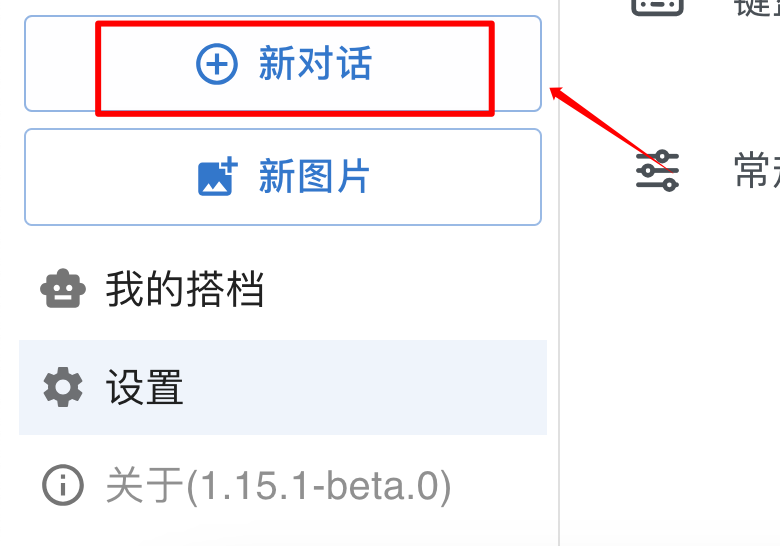 新对话
新图片
我的搭档
设置
关于(1.15.1-beta.0)
常